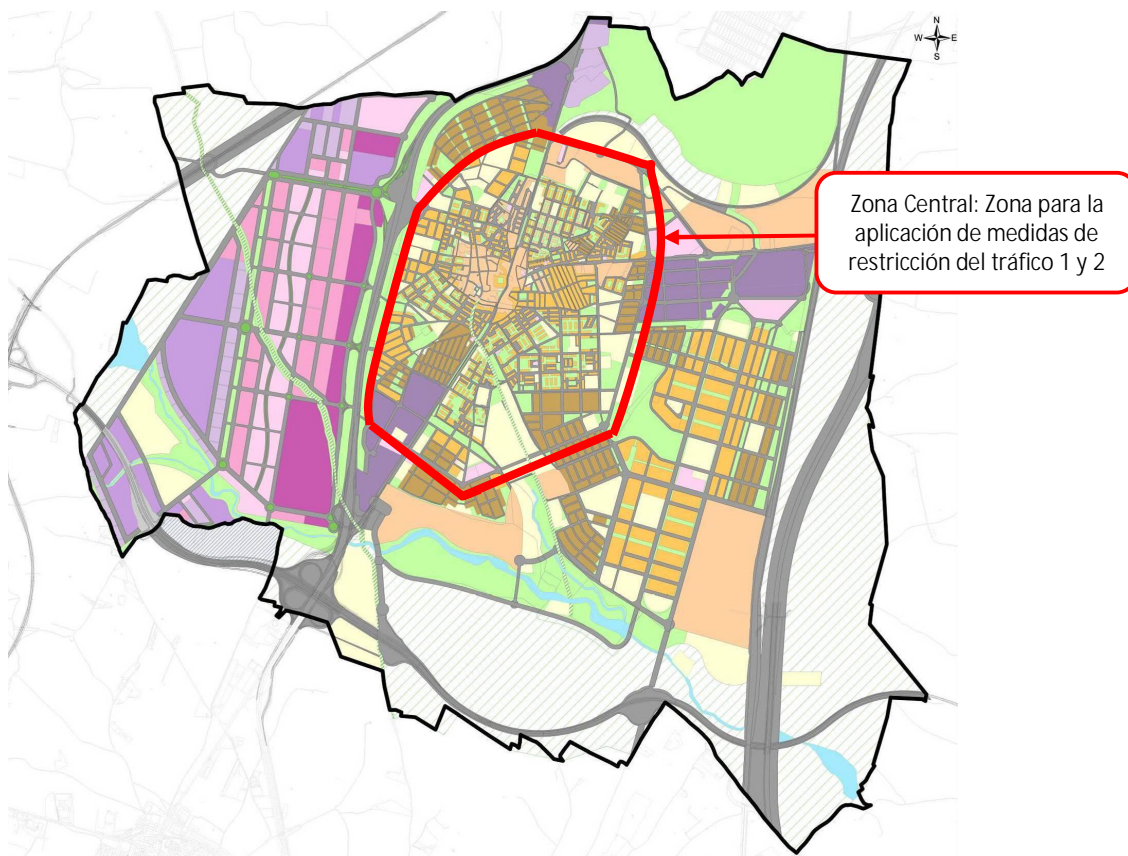 N
W E
S
Zona Central: Zona para la
aplicación de medidas de
restricción del tráfico 1 y 2